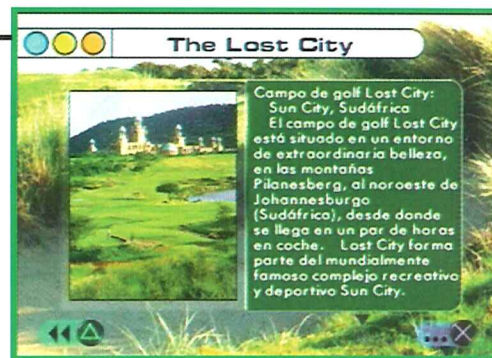 The Lost City
Campo de golf Lost City:
Sun City, Sudáfrica
El campo de golf Lost City
está situado en un entorno
de extraordinaria belleza,
en las montañas
Pilanesberg, al noroeste de
Johannesburgo
(Sudáfrica), desde donde
se llega en un par de horas
en coche. Lost City forma
parte del mundialmente
famoso complejo recreativo
y deportivo Sun City.